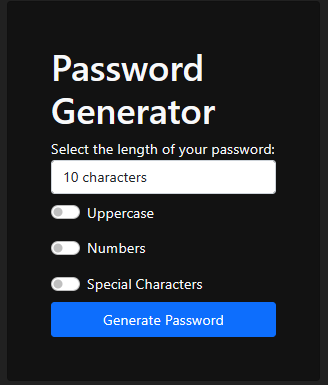 Password
Generator
Select the length of your password:
10 characters
Uppercase
Numbers
Special Characters
Generate Password